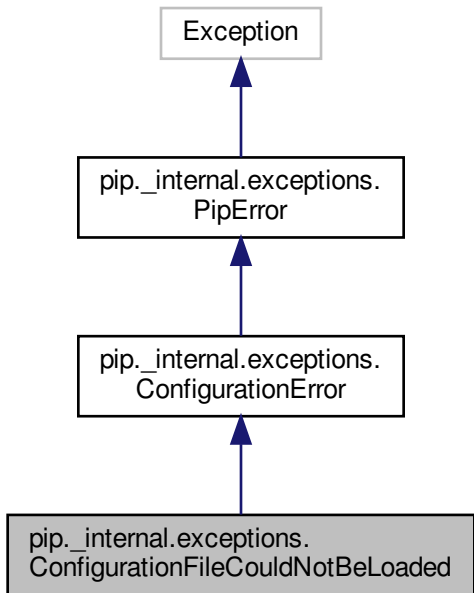 Exception
pip._internal.exceptions.
PipError
pip._internal.exceptions.
ConfigurationError
pip._internal.exceptions.
ConfigurationFileCouldNotBeLoaded